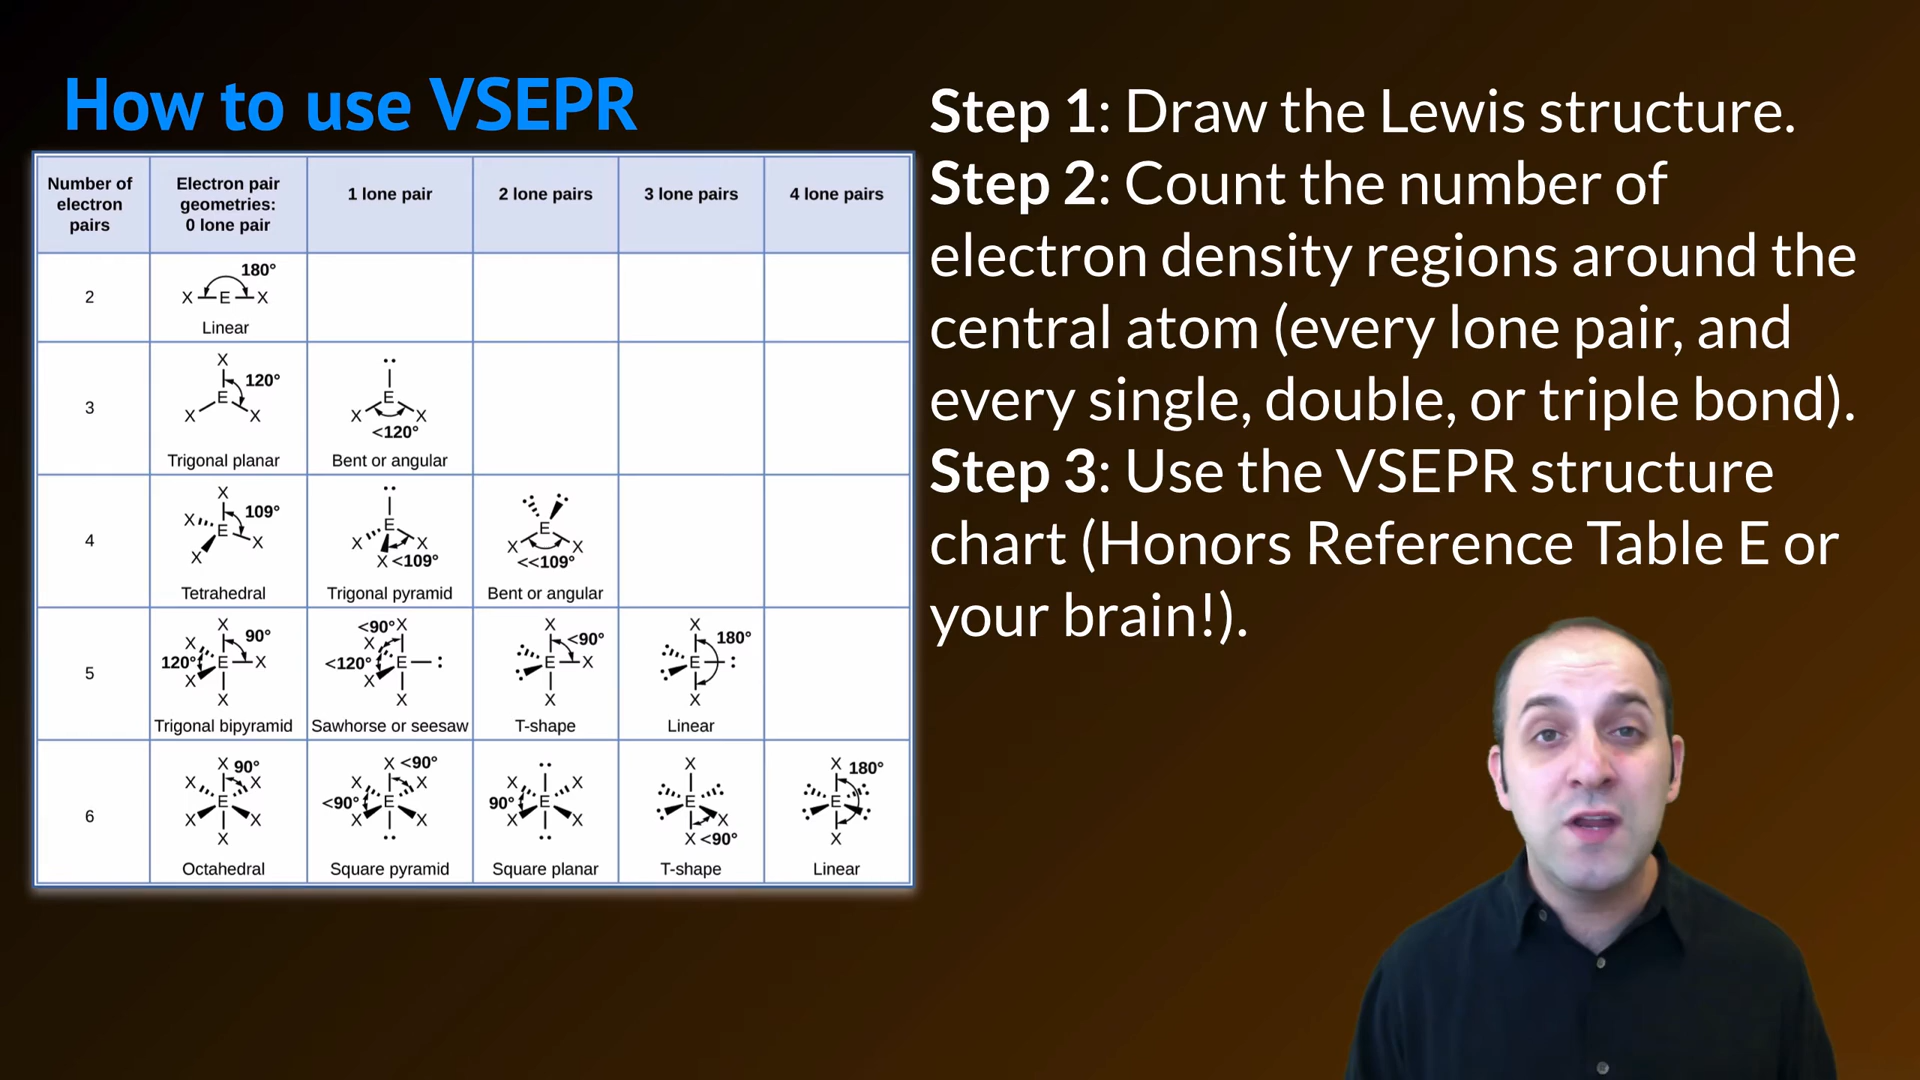 How to use VSEPR
Number of
electron
pairs
Electron pair
geometries:
0 lone pair
1 lone pair
2 lone pairs
3 lone pairs
4 lone pairs
2
180°
X E X
Linear
3
X
120°
E
X X
Trigonal planar
:
E
X X
<120°
Bent or angular
4
X
109°
X E
X X
Tetrahedral
:
E
X X
X <109°
Trigonal pyramid
: :
E
X X
<<109°
Bent or angular
5
X
X 90°
120° E X
X
X
Trigonal bipyramid
<90° X
X
<120° E :
X
X
Sawhorse or seesaw
X
: <90°
E X
:
X
T-shape
X
: 180°
E :
:
X
Linear
6
X 90°
X X
E
X X
X
Octahedral
X <90°
X X
<90° E
X X
:
Square pyramid
:
X X
90° E
X X
:
Square planar
X
: :
E
: X
X <90°
T-shape
X 180°
: :
E
: :
X
Linear
Step 1: Draw the Lewis structure.
Step 2: Count the number of
electron density regions around the
central atom (every lone pair, and
every single, double, or triple bond).
Step 3: Use the VSEPR structure
chart (Honors Reference Table E or
your brain!).